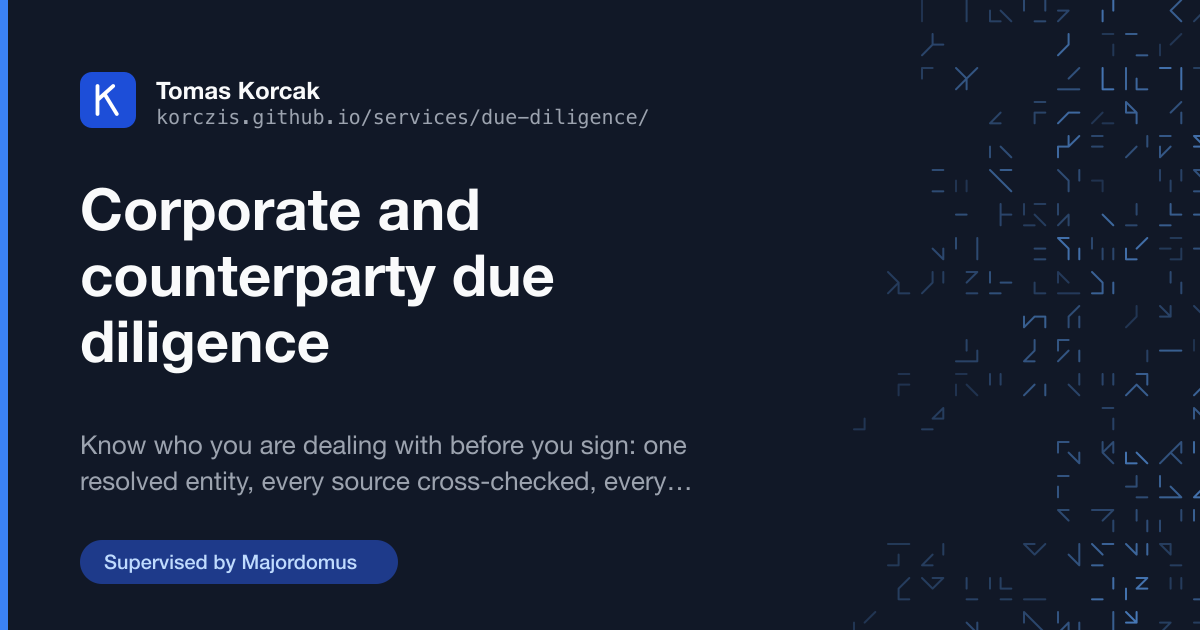 K
Tomas Korcak
korczis.github.io/services/due-diligence/
Corporate and
counterparty due
diligence
Know who you are dealing with before you sign: one
resolved entity, every source cross-checked, every…
Supervised by Majordomus